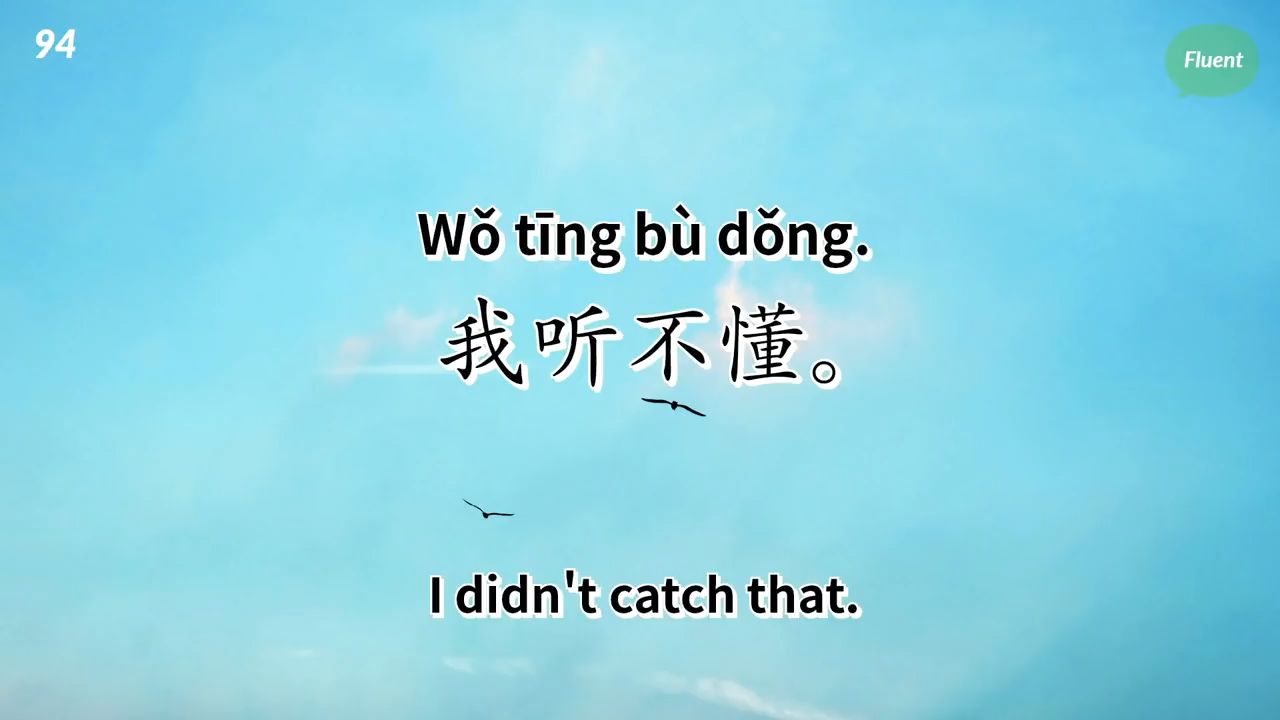 94
Fluent
Wǒ tīng bù dǒng.
我听不懂。
I didn't catch that.